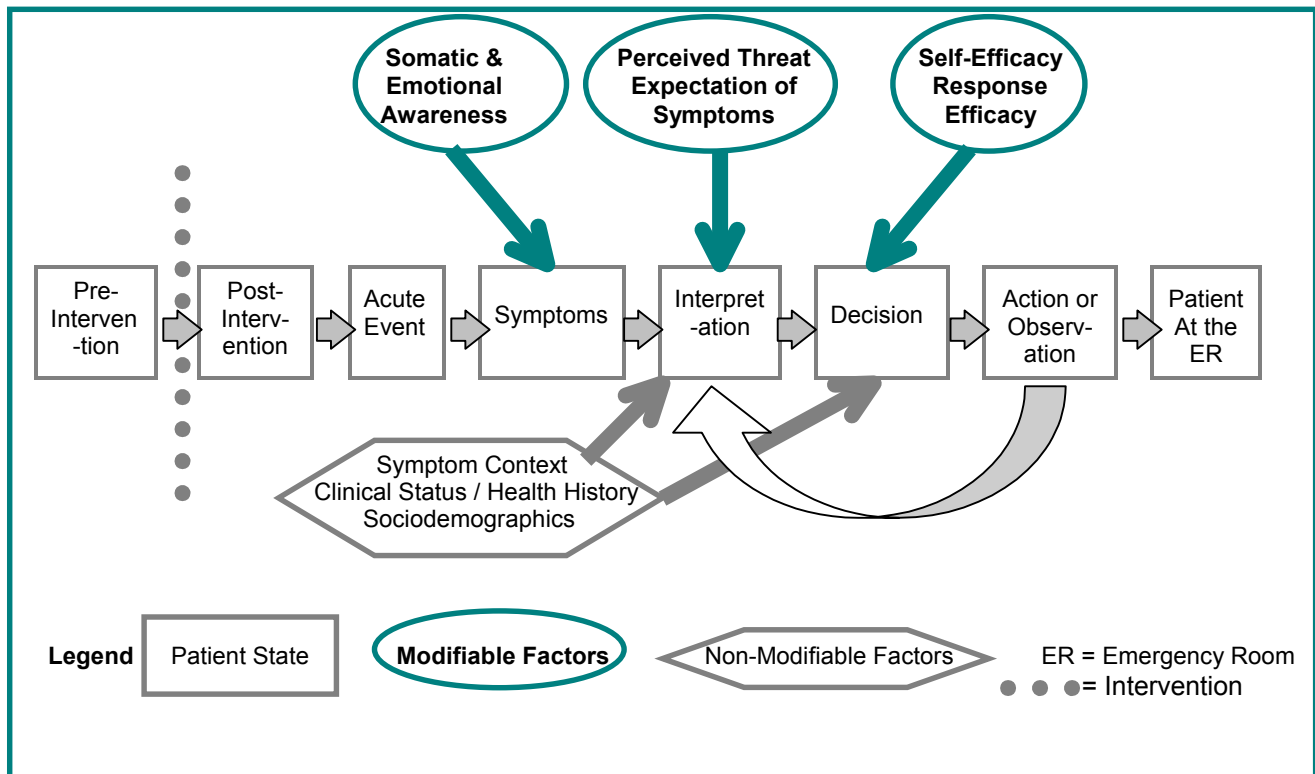 Somatic &
Emotional
Awareness
Perceived Threat
Expectation of
Symptoms
Self-Efficacy
Response
Efficacy
Pre-
Interven
-tion
Post-
Interv-
ention
Acute
Event
Symptoms
Interpret
-ation
Decision
Action or
Observ-
ation
Patient
At the
ER
Symptom Context
Clinical Status / Health History
Sociodemographics
Legend
Patient State
Modifiable Factors
Non-Modifiable Factors
ER = Emergency Room
= Intervention